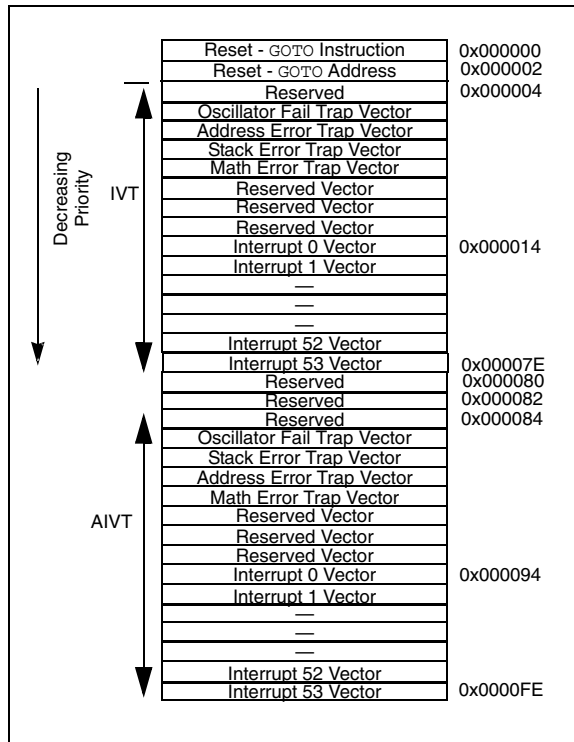 Reset - GOTO Instruction 0x000000
Reset - GOTO Address 0x000002
Reserved 0x000004
Oscillator Fail Trap Vector
Address Error Trap Vector
Stack Error Trap Vector
Math Error Trap Vector
Reserved Vector
Reserved Vector
Reserved Vector
Interrupt 0 Vector 0x000014
Interrupt 1 Vector
—
—
—
Interrupt 52 Vector
Interrupt 53 Vector 0x00007E
Reserved 0x000080
Reserved 0x000082
Reserved 0x000084
Oscillator Fail Trap Vector
Stack Error Trap Vector
Address Error Trap Vector
Math Error Trap Vector
Reserved Vector
Reserved Vector
Reserved Vector
Interrupt 0 Vector 0x000094
Interrupt 1 Vector
—
—
—
Interrupt 52 Vector
Interrupt 53 Vector 0x0000FE
Decreasing
Priority
IVT
AIVT